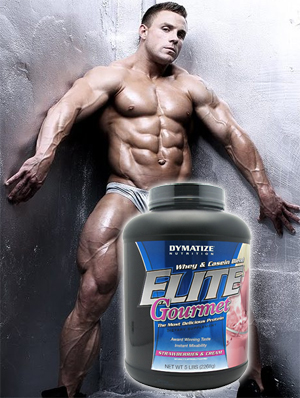 DYMATIZE
NUTRITION
Whey & Casein
ELITE
Gourmet
The Most Delicious Protein
Award Winning Taste
Instant Mixability
STRAWBERRIES & CREAM
NET WT 5 LBS (2268g)